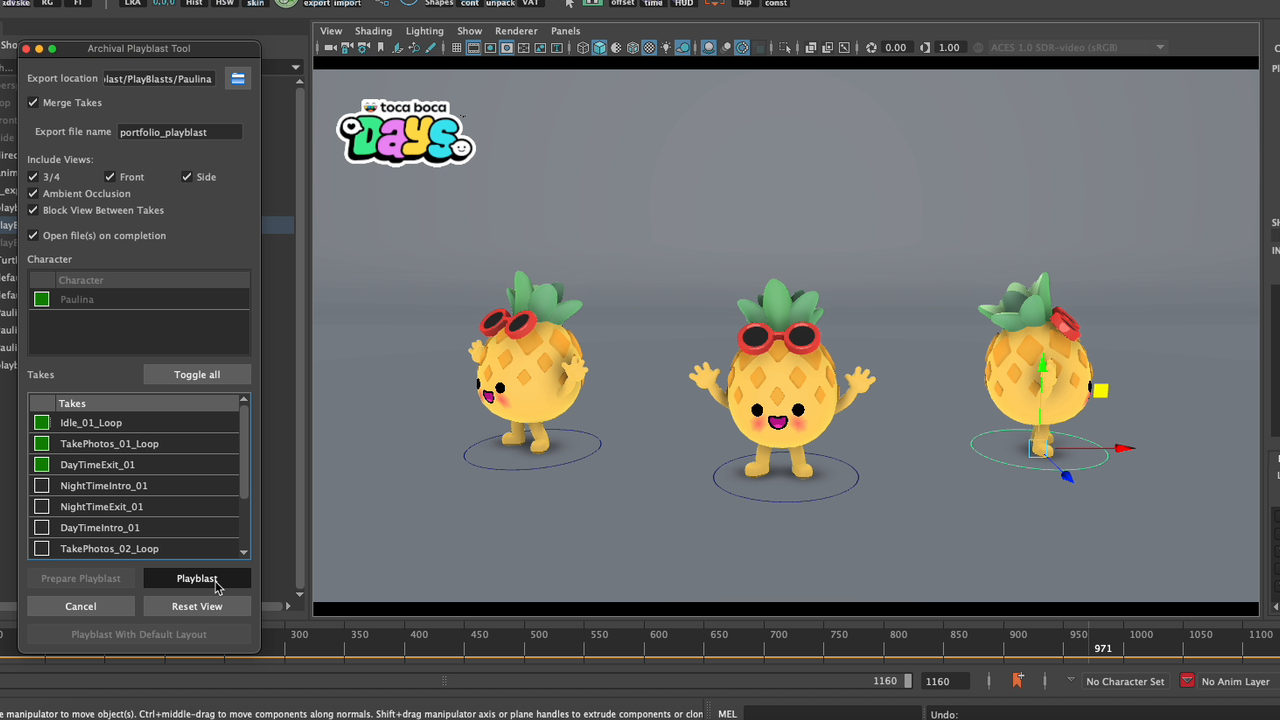 advske RG FI LRA 0,0,0 Hist HSW skin export import Shapes cont unpack VAT offset time HUD bip const
View Shading Lighting Show Renderer Panels
0.00 1.00 ACES 1.0 SDR-video (sRGB)
Archival Playblast Tool
Export location last/PlayBlasts/Paulina
Merge Takes
Export file name portfolio_playblast
Include Views:
3/4 Front Side
Ambient Occlusion
Block View Between Takes
Open file(s) on completion
Character
Character
Paulina
Takes Toggle all
Takes
Idle_01_Loop
TakePhotos_01_Loop
DayTimeExit_01
NightTimeIntro_01
NightTimeExit_01
DayTimeIntro_01
TakePhotos_02_Loop
Prepare Playblast Playblast
Cancel Reset View
Playblast With Default Layout
toca boca
Days
300 350 400 450 500 550 600 650 700 750 800 850 900 950 1000 1050 1100
971
1160 1160 No Character Set No Anim Layer
e manipulator to move object(s). Ctrl+middle-drag to move components along normals. Shift+drag manipulator axis or plane handles to extrude components or clon MEL Undo: